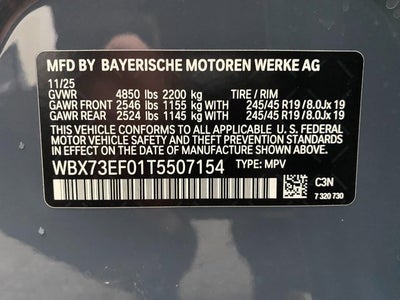 MFD BY BAYERISCHE MOTOREN WERKE AG
11/25
GVWR 4850 lbs 2200 kg TIRE / RIM
GAWR FRONT 2546 lbs 1155 kg WITH 245/45 R19 / 8.0Jx 19
GAWR REAR 2524 lbs 1145 kg WITH 245/45 R19 / 8.0Jx 19
THIS VEHICLE CONFORMS TO ALL APPLICABLE U. S. FEDERAL
MOTOR VEHICLE SAFETY, BUMPER, AND THEFT PREVENTION
STANDARDS IN EFFECT ON THE DATE OF MANUFACTURE SHOWN ABOVE.
WBX73EF01T5507154 TYPE: MPV
C3N
7 320 730